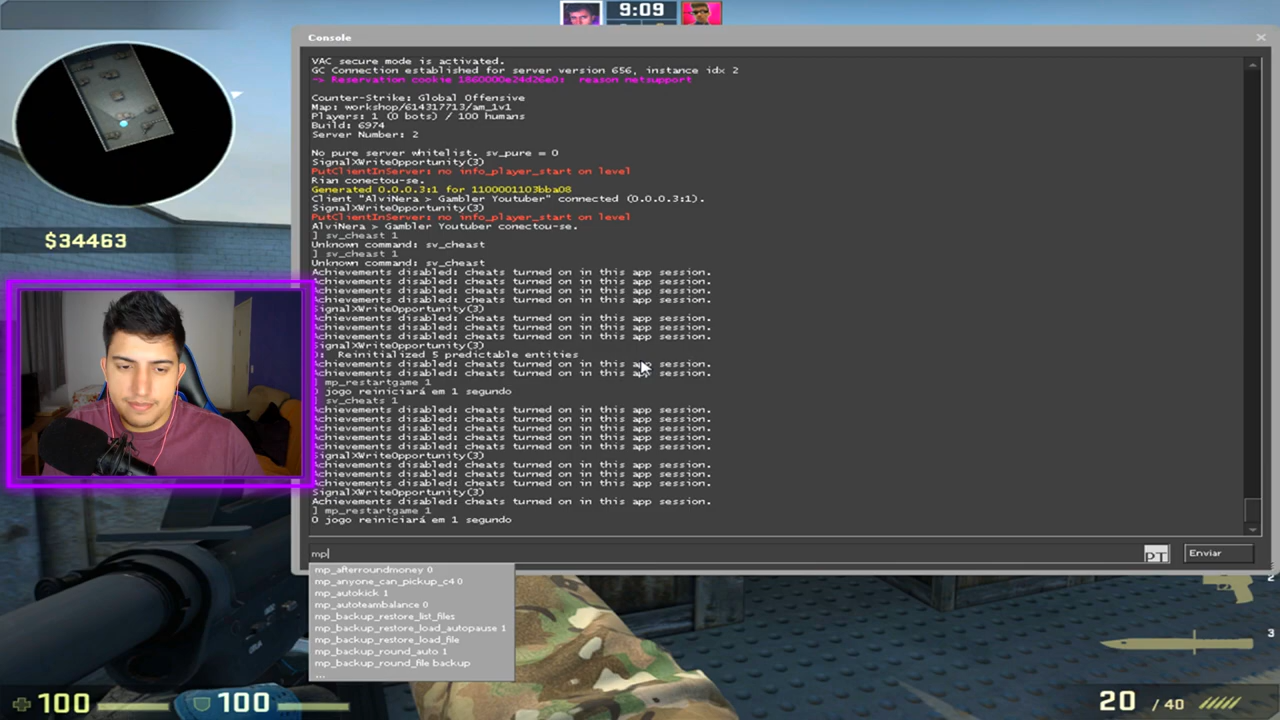 9:09
Console
VAC secure mode is activated.
GC Connection established for server version 656, instance idx 2
-> Reservation cookie 1860000e24d26e0: reason netsupport
Counter-Strike: Global Offensive
Map: workshop/614317713/am_1v1
Players: 1 (0 bots) / 100 humans
Build: 6974
Server Number: 2
No pure server whitelist. sv_pure = 0
SignalXWriteOpportunity(3)
PutClientInServer: no info_player_start on level
Rian conectou-se.
Generated 0.0.0.3:1 for 1100001103bba08
Client "AlviNera > Gambler Youtuber" connected (0.0.0.3:1).
SignalXWriteOpportunity(3)
PutClientInServer: no info_player_start on level
AlviNera > Gambler Youtuber conectou-se.
] sv_cheast 1
Unknown command: sv_cheast
] sv_cheast 1
Unknown command: sv_cheast
Achievements disabled: cheats turned on in this app session.
Achievements disabled: cheats turned on in this app session.
Achievements disabled: cheats turned on in this app session.
Achievements disabled: cheats turned on in this app session.
SignalXWriteOpportunity(3)
Achievements disabled: cheats turned on in this app session.
Achievements disabled: cheats turned on in this app session.
Achievements disabled: cheats turned on in this app session.
SignalXWriteOpportunity(3)
: Reinitialized 5 predictable entities
Achievements disabled: cheats turned on in this app session.
Achievements disabled: cheats turned on in this app session.
] mp_restartgame 1
O jogo reiniciará em 1 segundo
] sv_cheats 1
Achievements disabled: cheats turned on in this app session.
Achievements disabled: cheats turned on in this app session.
Achievements disabled: cheats turned on in this app session.
Achievements disabled: cheats turned on in this app session.
Achievements disabled: cheats turned on in this app session.
SignalXWriteOpportunity(3)
Achievements disabled: cheats turned on in this app session.
Achievements disabled: cheats turned on in this app session.
Achievements disabled: cheats turned on in this app session.
SignalXWriteOpportunity(3)
Achievements disabled: cheats turned on in this app session.
] mp_restartgame 1
O jogo reiniciará em 1 segundo
mp
PT
Enviar
mp_afterroundmoney 0
mp_anyone_can_pickup_c4 0
mp_autokick 1
mp_autoteambalance 0
mp_backup_restore_list_files
mp_backup_restore_load_autopause 1
mp_backup_restore_load_file
mp_backup_round_auto 1
mp_backup_round_file backup
...
$34463
2
3
100
100
20 / 40